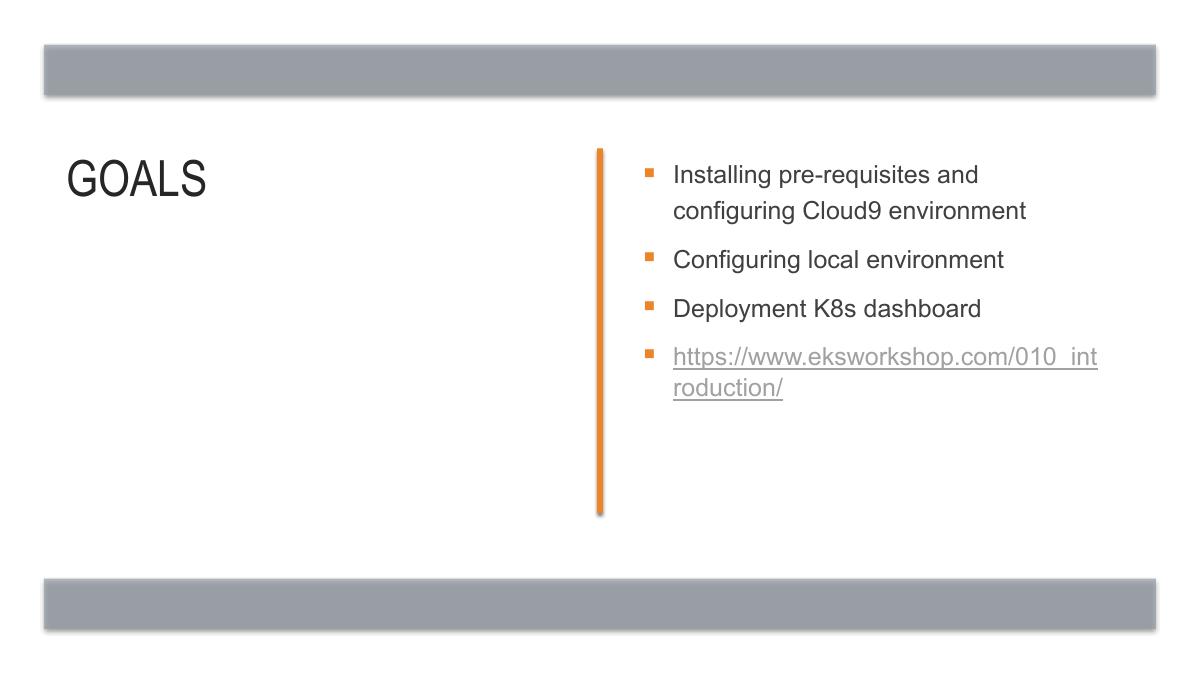 GOALS
Installing pre-requisites and
configuring Cloud9 environment
Configuring local environment
Deployment K8s dashboard
https://www.eksworkshop.com/010_int
roduction/